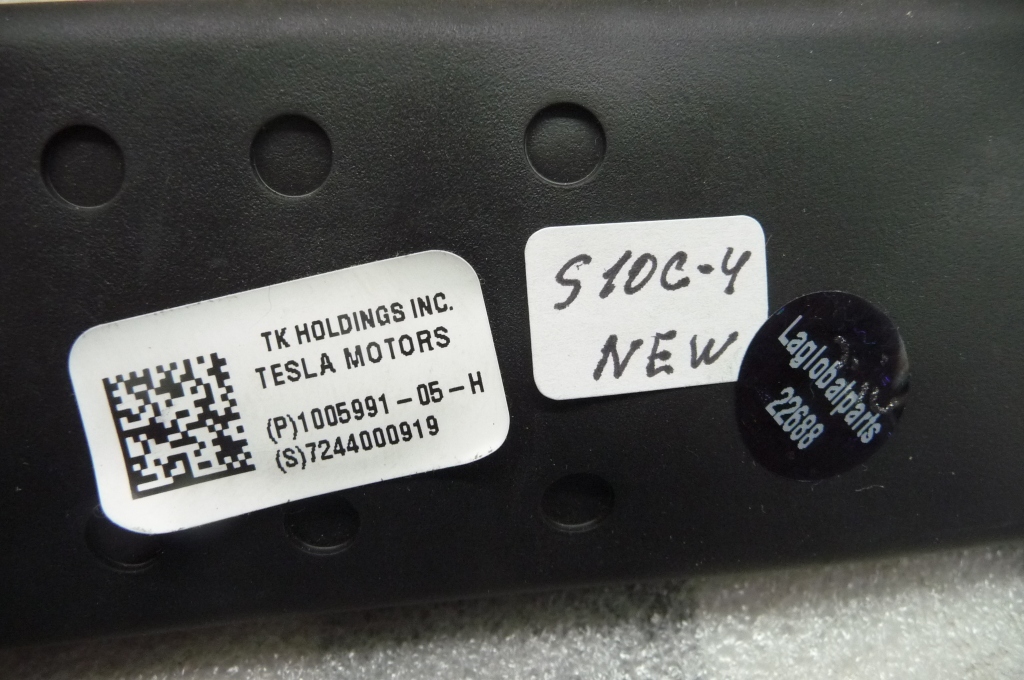 TK HOLDINGS INC.
TESLA MOTORS
(P)1005991-05-H
(S)7244000919
S10C-4
NEW
Laglobalparts
22688